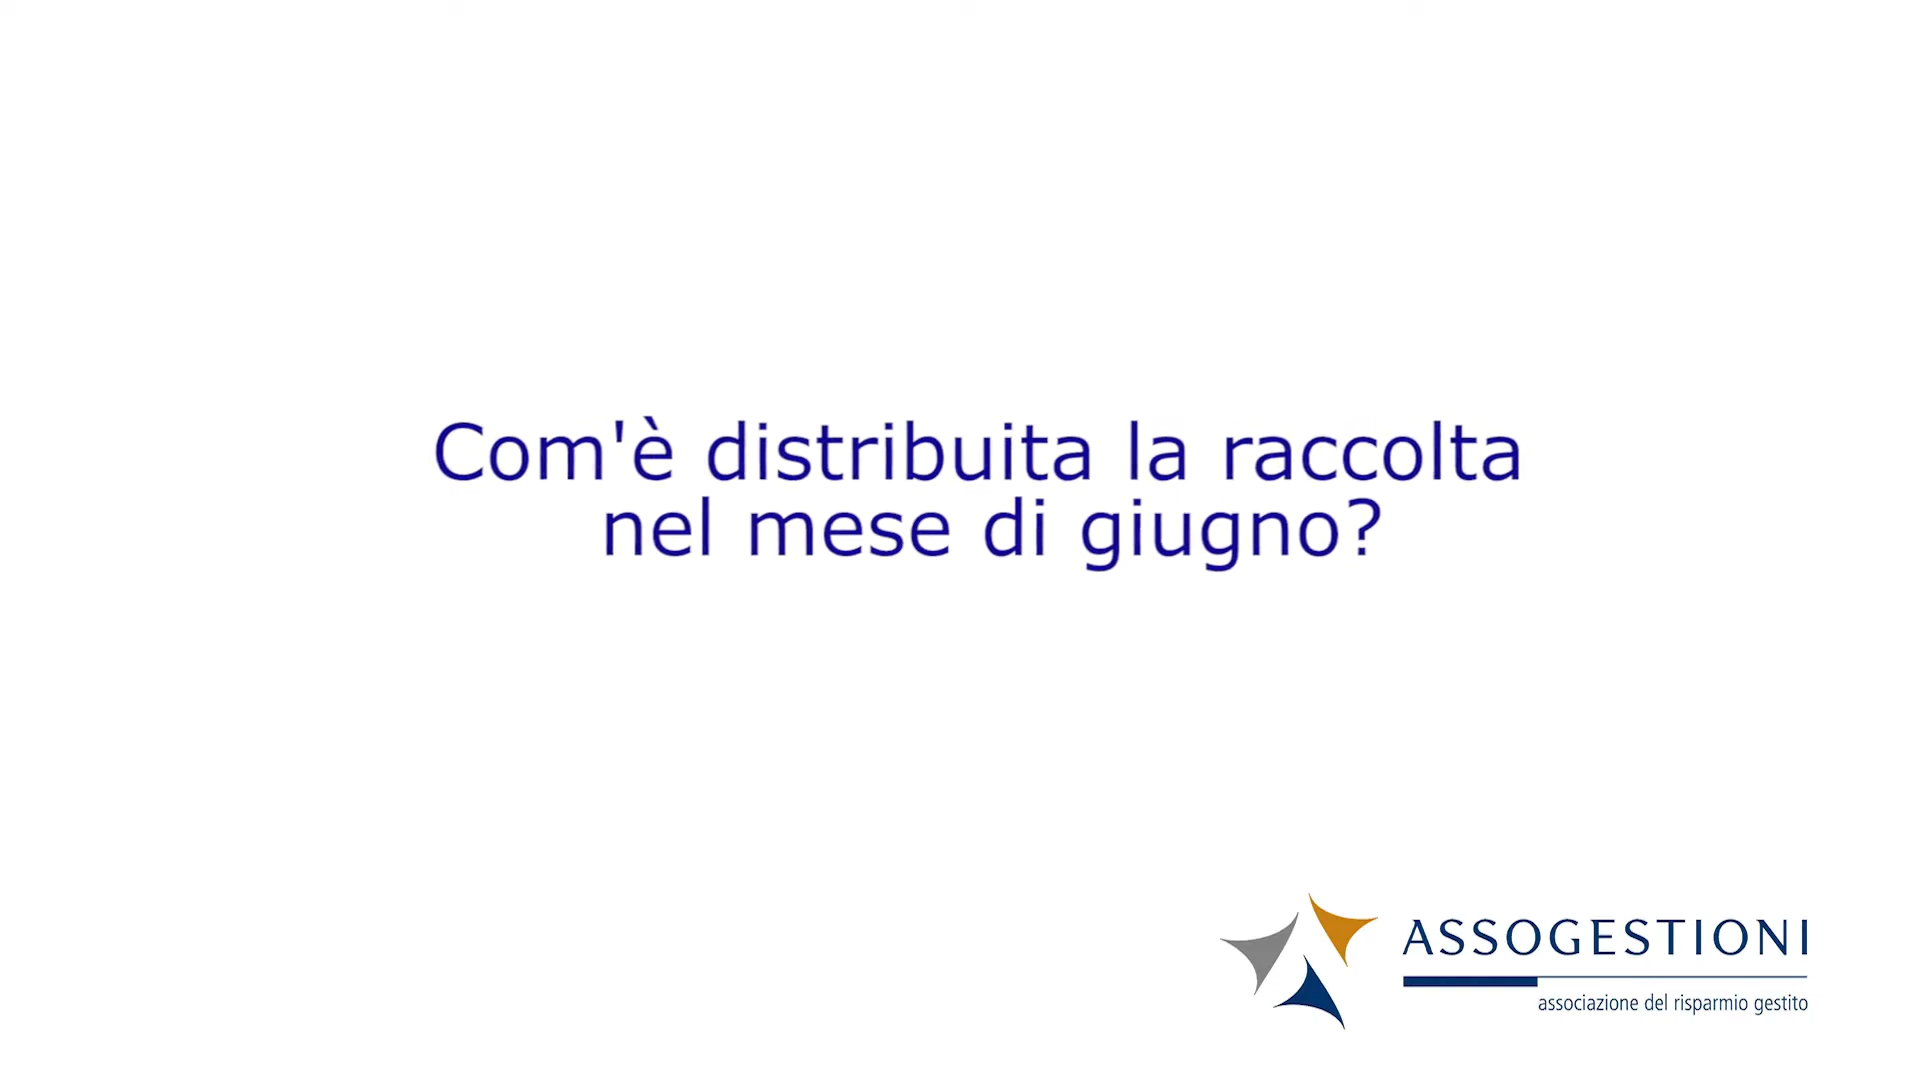 Com'è distribuita la raccolta
nel mese di giugno?
ASSOGESTIONI
associazione del risparmio gestito